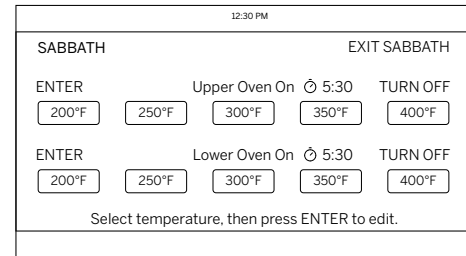 12:30 PM
SABBATH EXIT SABBATH
ENTER Upper Oven On 5:30 TURN OFF
200°F 250°F 300°F 350°F 400°F
ENTER Lower Oven On 5:30 TURN OFF
200°F 250°F 300°F 350°F 400°F
Select temperature, then press ENTER to edit.